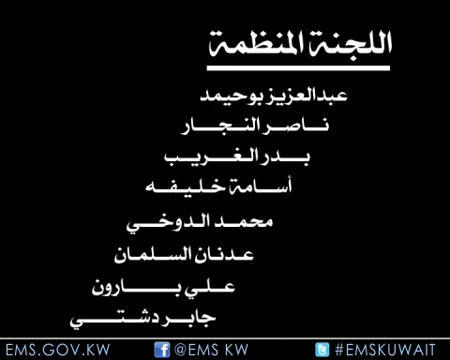 اللجنة المنظمة
عبدالعزيز بوحيمد
ناصر النجار
بدر الغريب
أسامة خليفه
محمد الدوخي
عدنان السلمان
علي بارون
جابر دشتي
EMS.GOV.KW @EMS KW #EMSKUWAIT